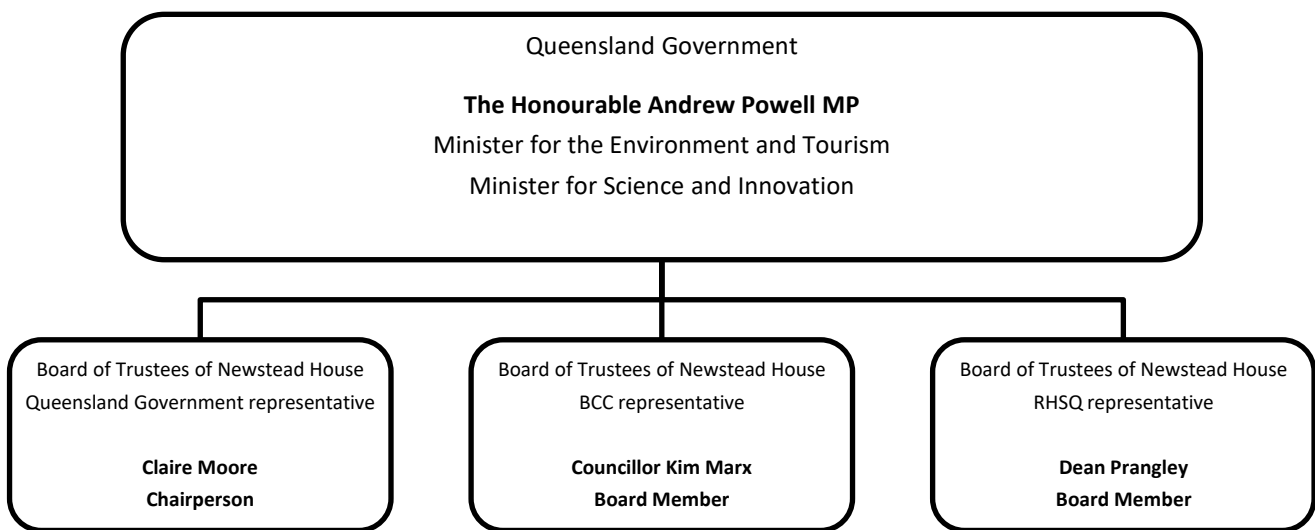 Queensland Government
The Honourable Andrew Powell MP
Minister for the Environment and Tourism
Minister for Science and Innovation
Board of Trustees of Newstead House
Queensland Government representative
Claire Moore
Chairperson
Board of Trustees of Newstead House
BCC representative
Councillor Kim Marx
Board Member
Board of Trustees of Newstead House
RHSQ representative
Dean Prangley
Board Member